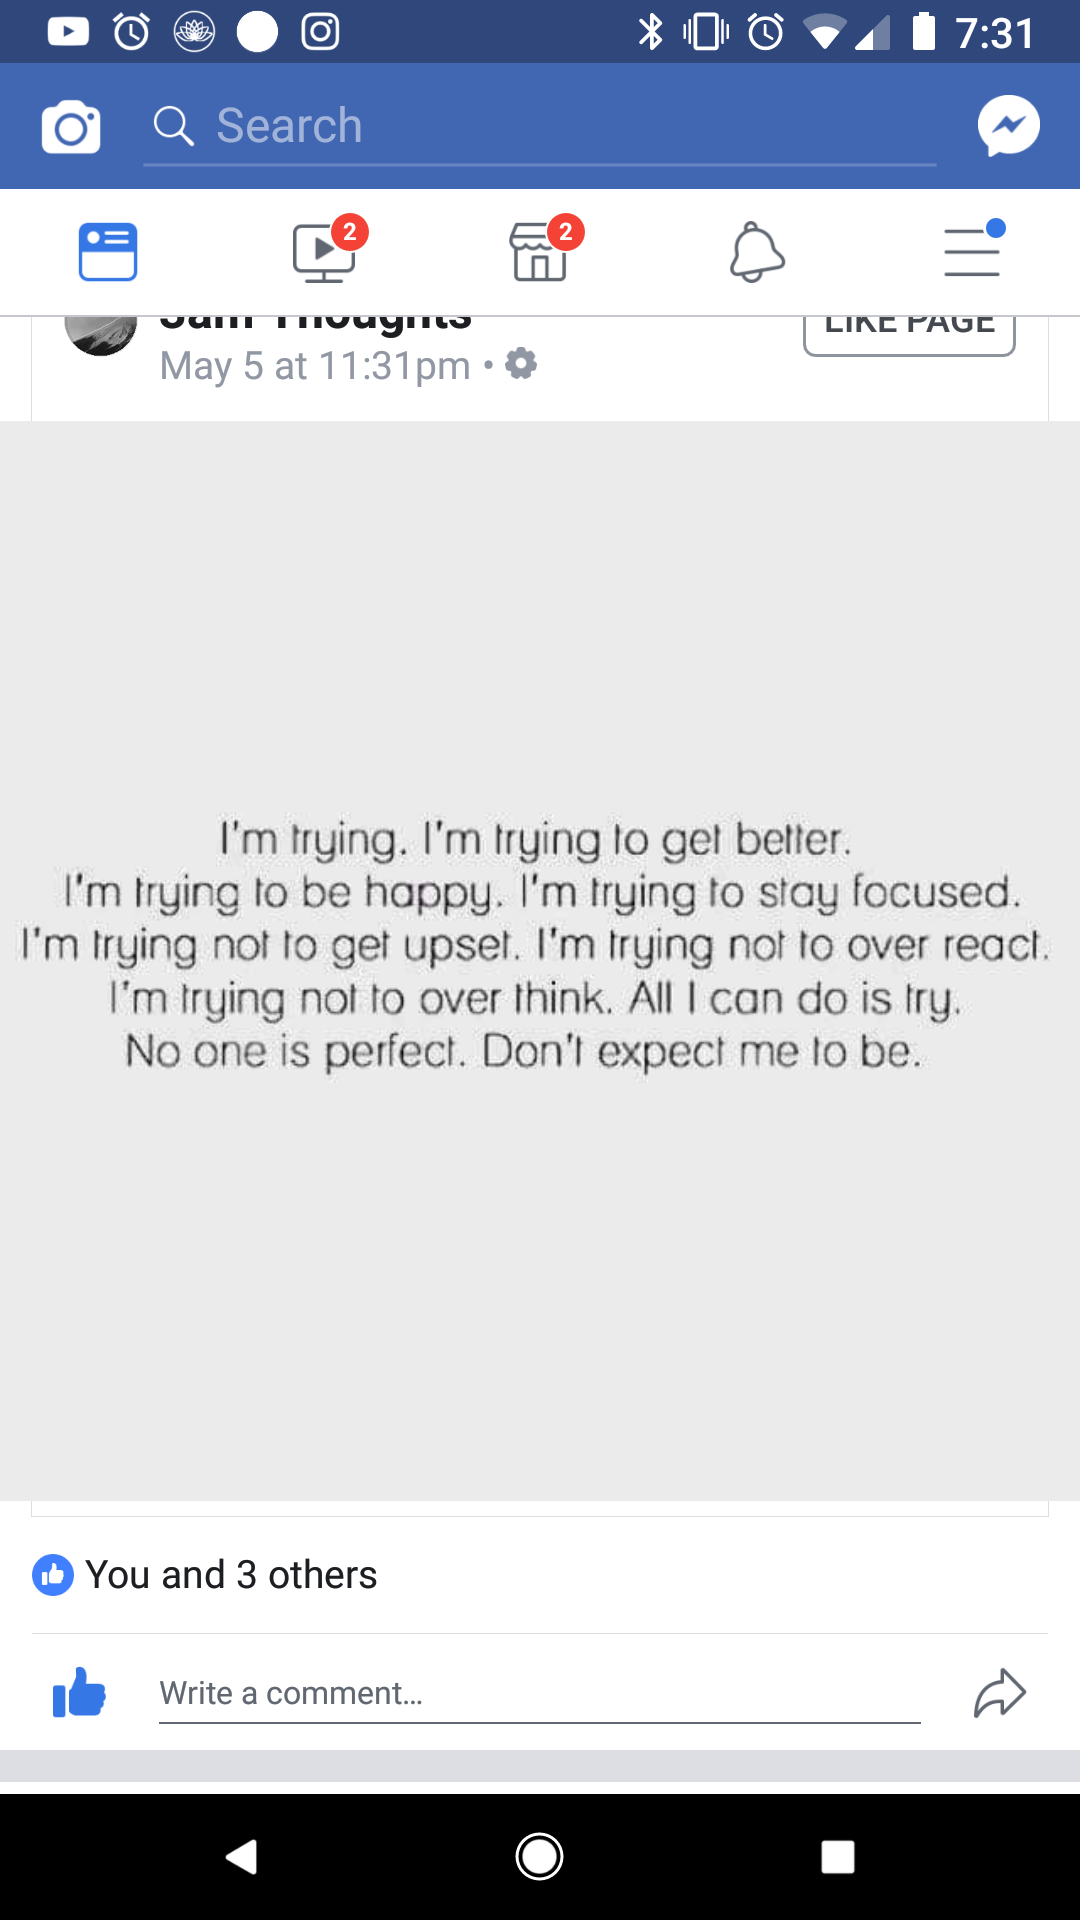 7:31
Search
2
2
Thoughts
LIKE PAGE
May 5 at 11:31pm •
I'm trying. I'm trying to get better.
I'm trying to be happy. I'm trying to stay focused.
I'm trying not to get upset. I'm trying not to over react.
I'm trying not to over think. All I can do is try.
No one is perfect. Don't expect me to be.
You and 3 others
Write a comment...